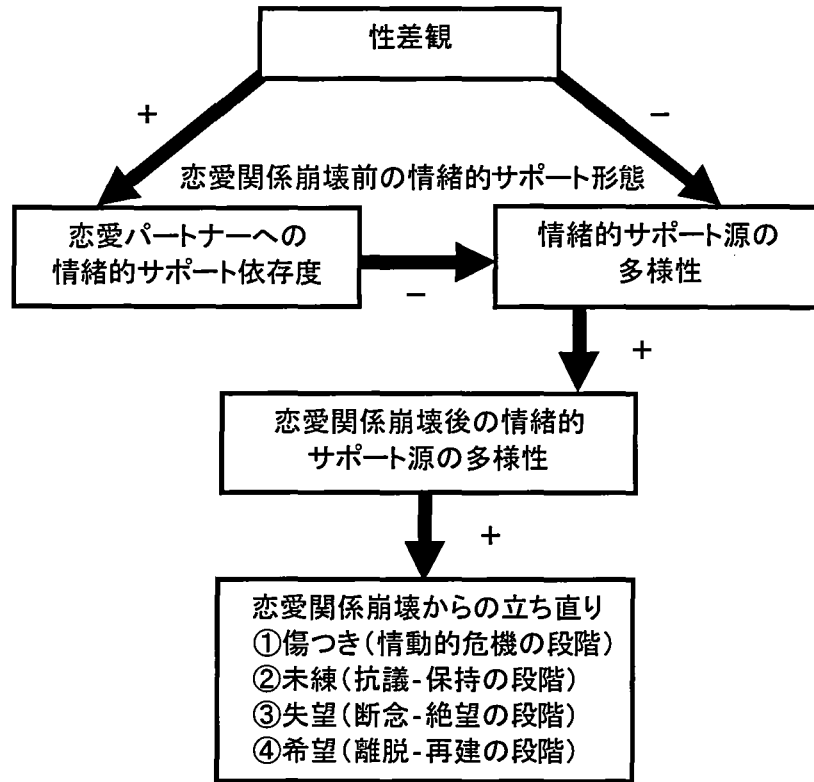 性差観
+
−
恋愛関係崩壊前の情緒的サポート形態
恋愛パートナーへの
情緒的サポート依存度
−
情緒的サポート源の
多様性
+
恋愛関係崩壊後の情緒的
サポート源の多様性
+
恋愛関係崩壊からの立ち直り
①傷つき(情動的危機の段階)
②未練(抗議-保持の段階)
③失望(断念-絶望の段階)
④希望(離脱-再建の段階)